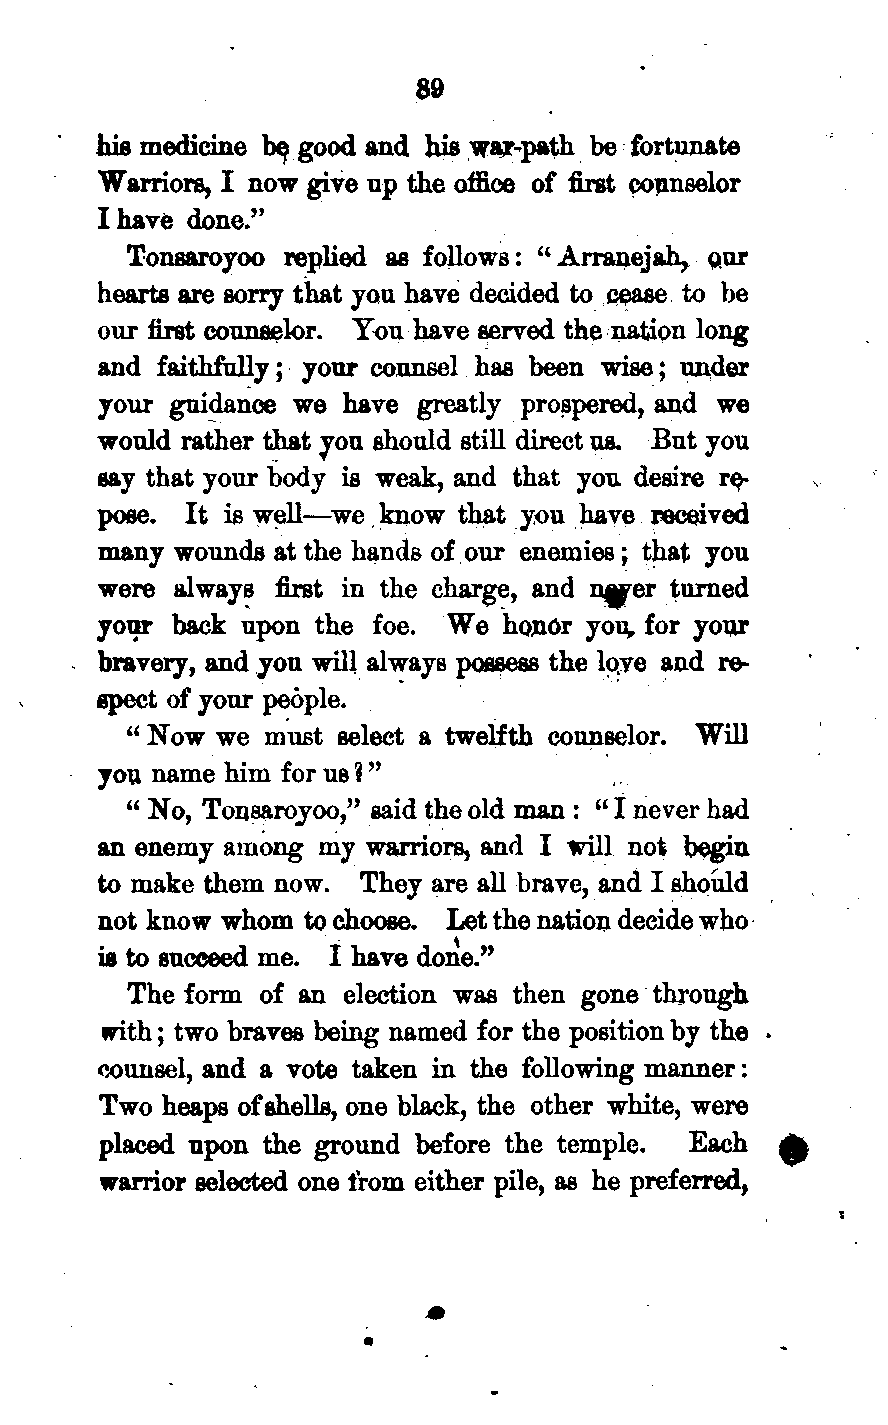 89
his medicine be good and his war-path be fortunate
Warriors, I now give up the office of first counselor
I have done."
Tonsaroyoo replied as follows: "Arranejah, our
hearts are sorry that you have decided to cease to be
our first counselor. You have served the nation long
and faithfully; your counsel has been wise; under
your guidance we have greatly prospered, and we
would rather that you should still direct us. But you
say that your body is weak, and that you desire re-
pose. It is well—we know that you have received
many wounds at the hands of our enemies; that you
were always first in the charge, and never turned
your back upon the foe. We honor you, for your
bravery, and you will always possess the love and re-
spect of your people.
"Now we must select a twelfth counselor. Will
you name him for us?"
"No, Tonsaroyoo," said the old man: "I never had
an enemy among my warriors, and I will not begin
to make them now. They are all brave, and I should
not know whom to choose. Let the nation decide who
is to succeed me. I have done."
The form of an election was then gone through
with; two braves being named for the position by the
counsel, and a vote taken in the following manner:
Two heaps of shells, one black, the other white, were
placed upon the ground before the temple. Each
warrior selected one from either pile, as he preferred,